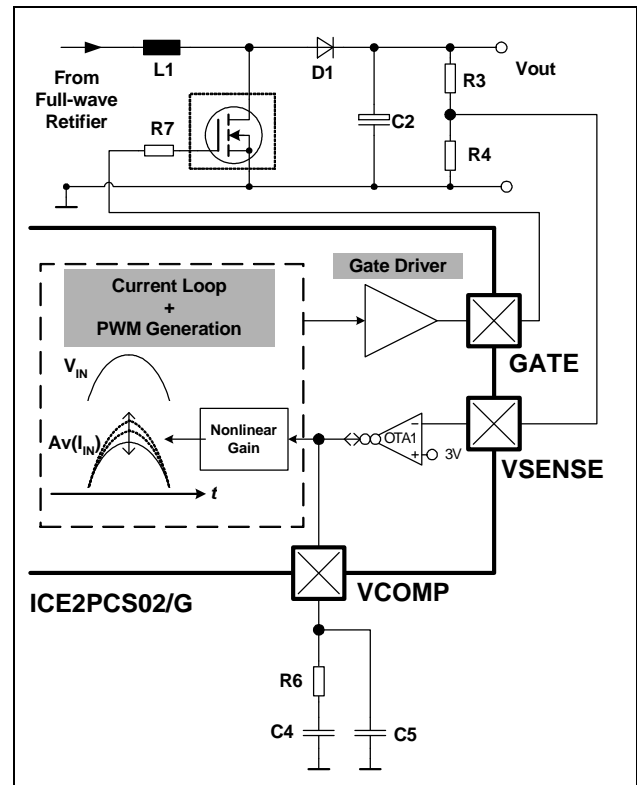 L1
D1
From
Full-wave
Retifier
R3
Vout
R7
C2
R4
Gate Driver
Current Loop
+
PWM Generation
GATE
V_IN
Av(I_IN)
Nonlinear
Gain
OTA1
-
+
3V
VSENSE
t
ICE2PCS02/G
VCOMP
R6
C4
C5